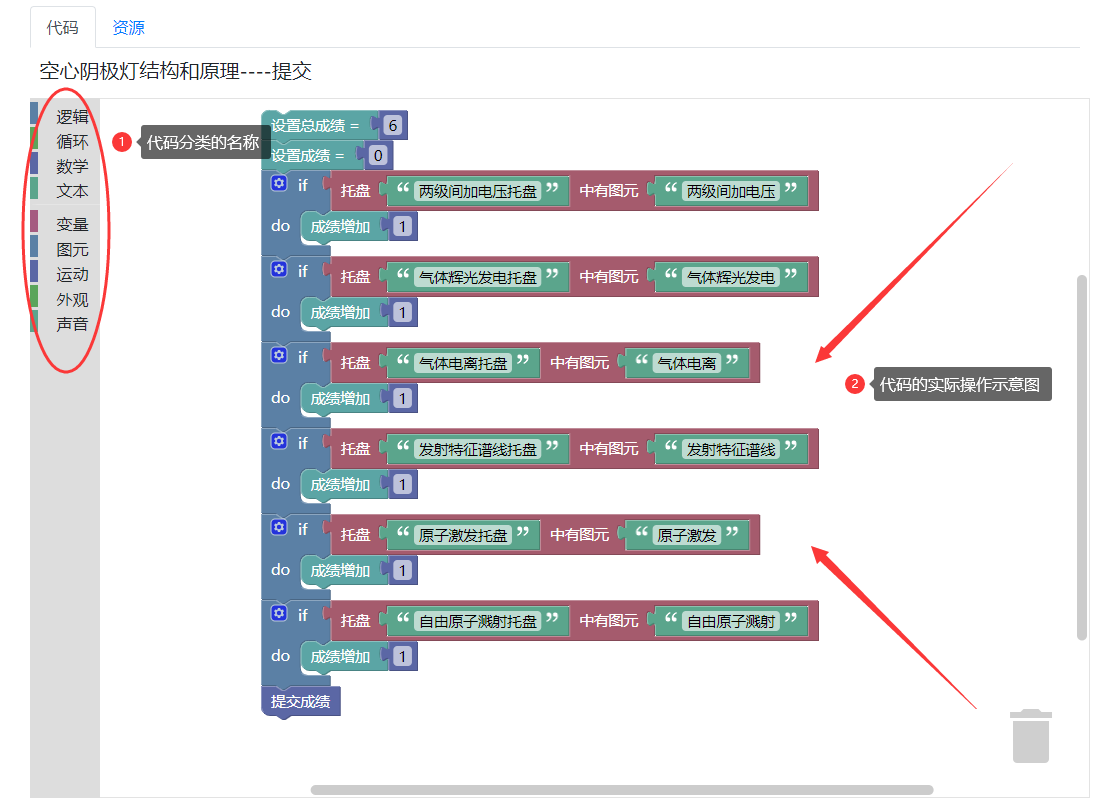 代码 资源
空心阴极灯结构和原理----提交
逻辑
循环
数学
文本
变量
图元
运动
外观
声音
1 代码分类的名称
设置总成绩 = 6
设置成绩 = 0
if 托盘 “ 两级间加电压托盘 ” 中有图元 “ 两级间加电压 ”
do 成绩增加 1
if 托盘 “ 气体辉光发电托盘 ” 中有图元 “ 气体辉光发电 ”
do 成绩增加 1
if 托盘 “ 气体电离托盘 ” 中有图元 “ 气体电离 ”
do 成绩增加 1
2 代码的实际操作示意图
if 托盘 “ 发射特征谱线托盘 ” 中有图元 “ 发射特征谱线 ”
do 成绩增加 1
if 托盘 “ 原子激发托盘 ” 中有图元 “ 原子激发 ”
do 成绩增加 1
if 托盘 “ 自由原子溅射托盘 ” 中有图元 “ 自由原子溅射 ”
do 成绩增加 1
提交成绩